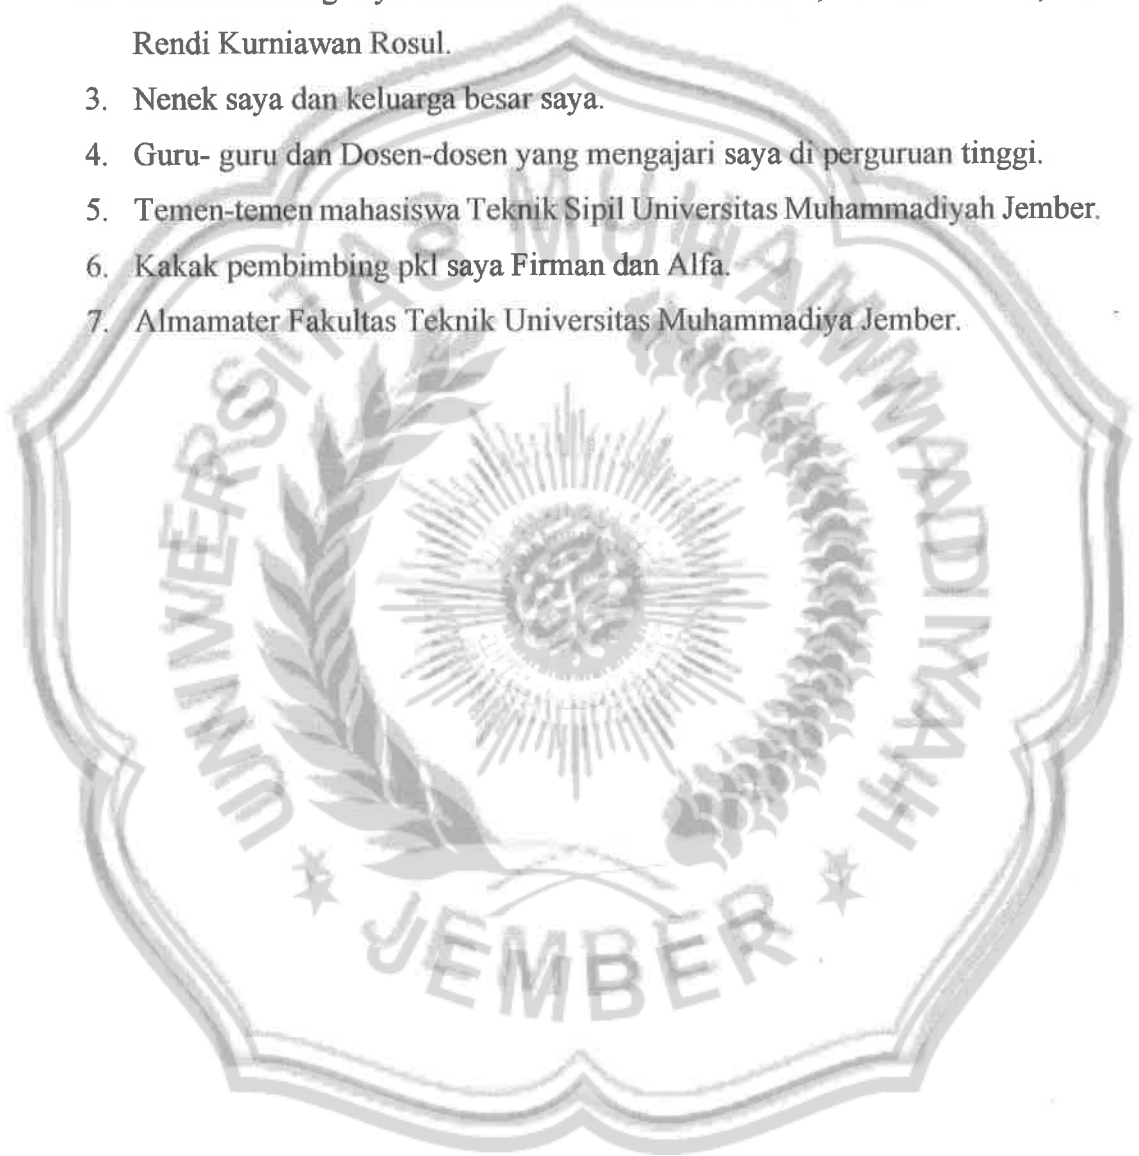 Rendi Kurniawan Rosul.
3. Nenek saya dan keluarga besar saya.
4. Guru- guru dan Dosen-dosen yang mengajari saya di perguruan tinggi.
5. Temen-temen mahasiswa Teknik Sipil Universitas Muhammadiyah Jember.
6. Kakak pembimbing pkl saya Firman dan Alfa.
7. Almamater Fakultas Teknik Universitas Muhammadiya Jember.
UNIVERSITAS MUHAMMADIYAH
JEMBER